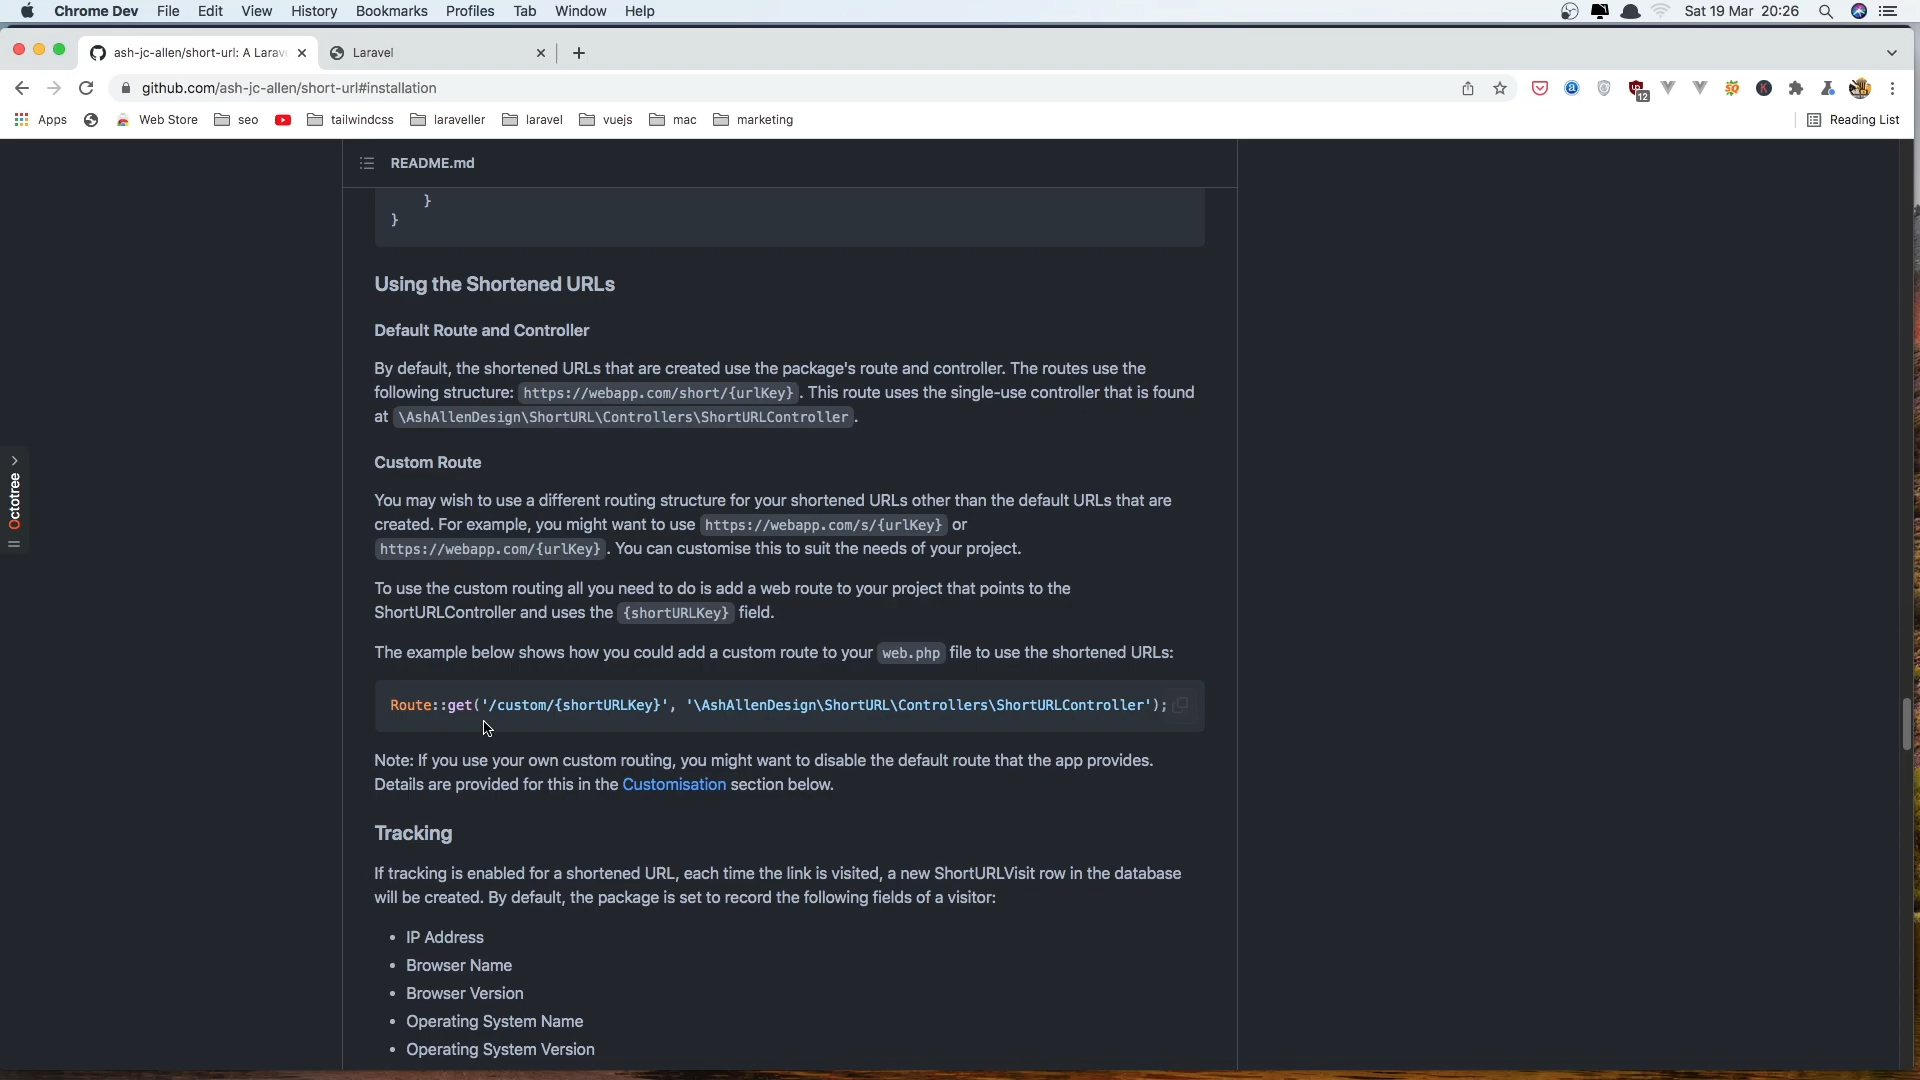 Chrome Dev File Edit View History Bookmarks Profiles Tab Window Help Sat 19 Mar 20:26
ash-jc-allen/short-url: A Larav Laravel
github.com/ash-jc-allen/short-url#installation 12
Apps Web Store seo tailwindcss laraveller laravel vuejs mac marketing Reading List
README.md
}
}
Using the Shortened URLs
Default Route and Controller
By default, the shortened URLs that are created use the package's route and controller. The routes use the
following structure: https://webapp.com/short/{urlKey} . This route uses the single-use controller that is found
at \AshAllenDesign\ShortURL\Controllers\ShortURLController .
Custom Route
You may wish to use a different routing structure for your shortened URLs other than the default URLs that are
created. For example, you might want to use https://webapp.com/s/{urlKey} or
https://webapp.com/{urlKey} . You can customise this to suit the needs of your project.
To use the custom routing all you need to do is add a web route to your project that points to the
ShortURLController and uses the {shortURLKey} field.
The example below shows how you could add a custom route to your web.php file to use the shortened URLs:
Route::get('/custom/{shortURLKey}', '\AshAllenDesign\ShortURL\Controllers\ShortURLController');
Note: If you use your own custom routing, you might want to disable the default route that the app provides.
Details are provided for this in the Customisation section below.
Tracking
If tracking is enabled for a shortened URL, each time the link is visited, a new ShortURLVisit row in the database
will be created. By default, the package is set to record the following fields of a visitor:
• IP Address
• Browser Name
• Browser Version
• Operating System Name
• Operating System Version
Octotree